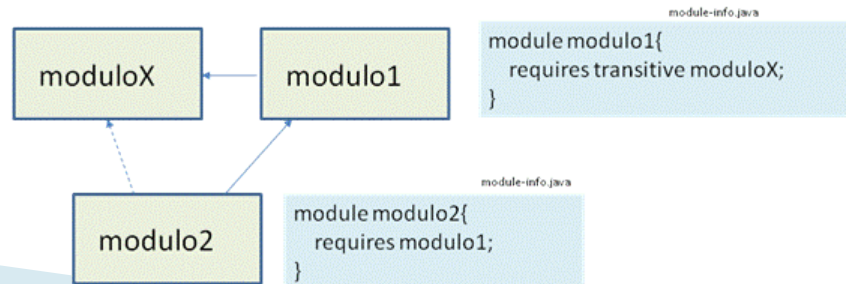 module-info.java
moduloX
modulo1
module modulo1{
requires transitive moduloX;
}
module-info.java
modulo2
module modulo2{
requires modulo1;
}